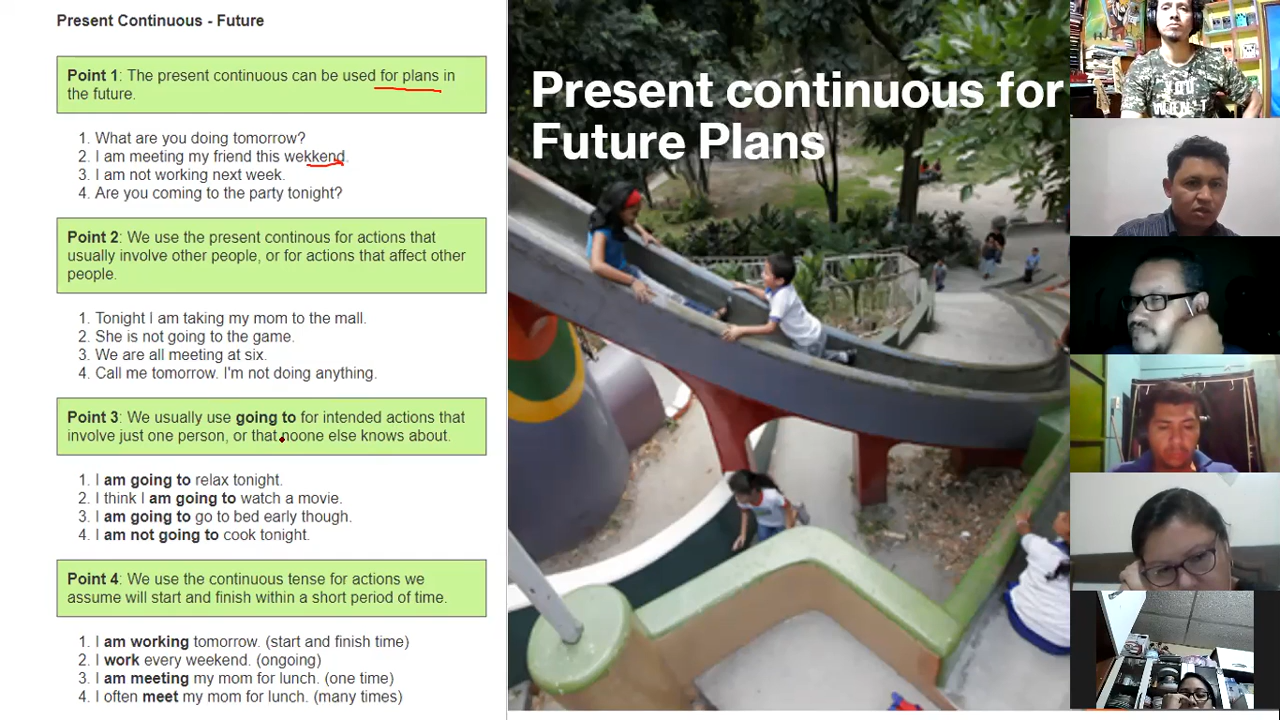 Present Continuous - Future
Point 1: The present continuous can be used for plans in
the future.
1. What are you doing tomorrow?
2. I am meeting my friend this wekkend.
3. I am not working next week.
4. Are you coming to the party tonight?
Point 2: We use the present continous for actions that
usually involve other people, or for actions that affect other
people.
1. Tonight I am taking my mom to the mall.
2. She is not going to the game.
3. We are all meeting at six.
4. Call me tomorrow. I'm not doing anything.
Point 3: We usually use going to for intended actions that
involve just one person, or that noone else knows about.
1. I am going to relax tonight.
2. I think I am going to watch a movie.
3. I am going to go to bed early though.
4. I am not going to cook tonight.
Point 4: We use the continuous tense for actions we
assume will start and finish within a short period of time.
1. I am working tomorrow. (start and finish time)
2. I work every weekend. (ongoing)
3. I am meeting my mom for lunch. (one time)
4. I often meet my mom for lunch. (many times)
Present continuous for
Future Plans
YOU